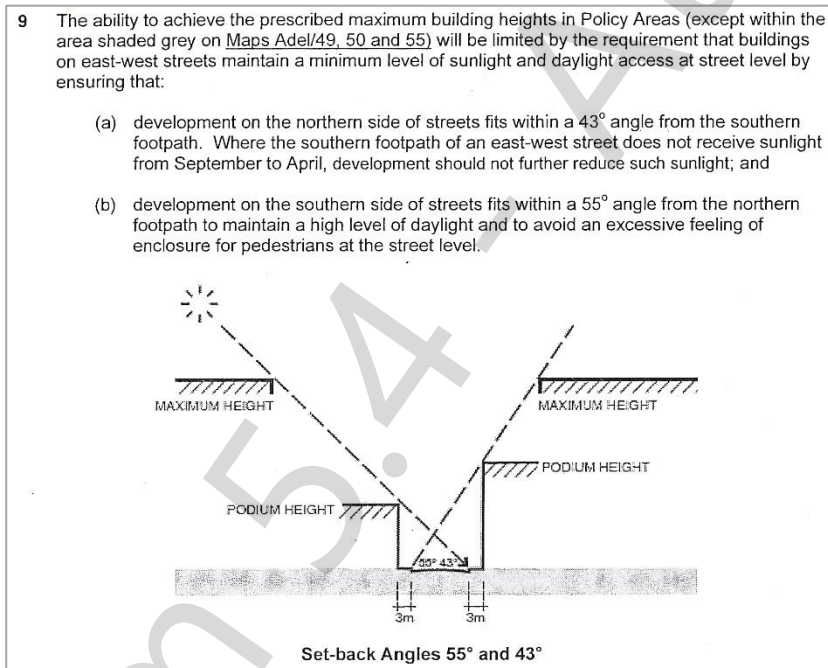 9 The ability to achieve the prescribed maximum building heights in Policy Areas (except within the
area shaded grey on Maps Adel/49, 50 and 55) will be limited by the requirement that buildings
on east-west streets maintain a minimum level of sunlight and daylight access at street level by
ensuring that:
(a) development on the northern side of streets fits within a 43° angle from the southern
footpath. Where the southern footpath of an east-west street does not receive sunlight
from September to April, development should not further reduce such sunlight; and
(b) development on the southern side of streets fits within a 55° angle from the northern
footpath to maintain a high level of daylight and to avoid an excessive feeling of
enclosure for pedestrians at the street level.
MAXIMUM HEIGHT MAXIMUM HEIGHT
PODIUM HEIGHT
PODIUM HEIGHT
55° 43°
3m 3m
Set-back Angles 55° and 43°
5.4 - A